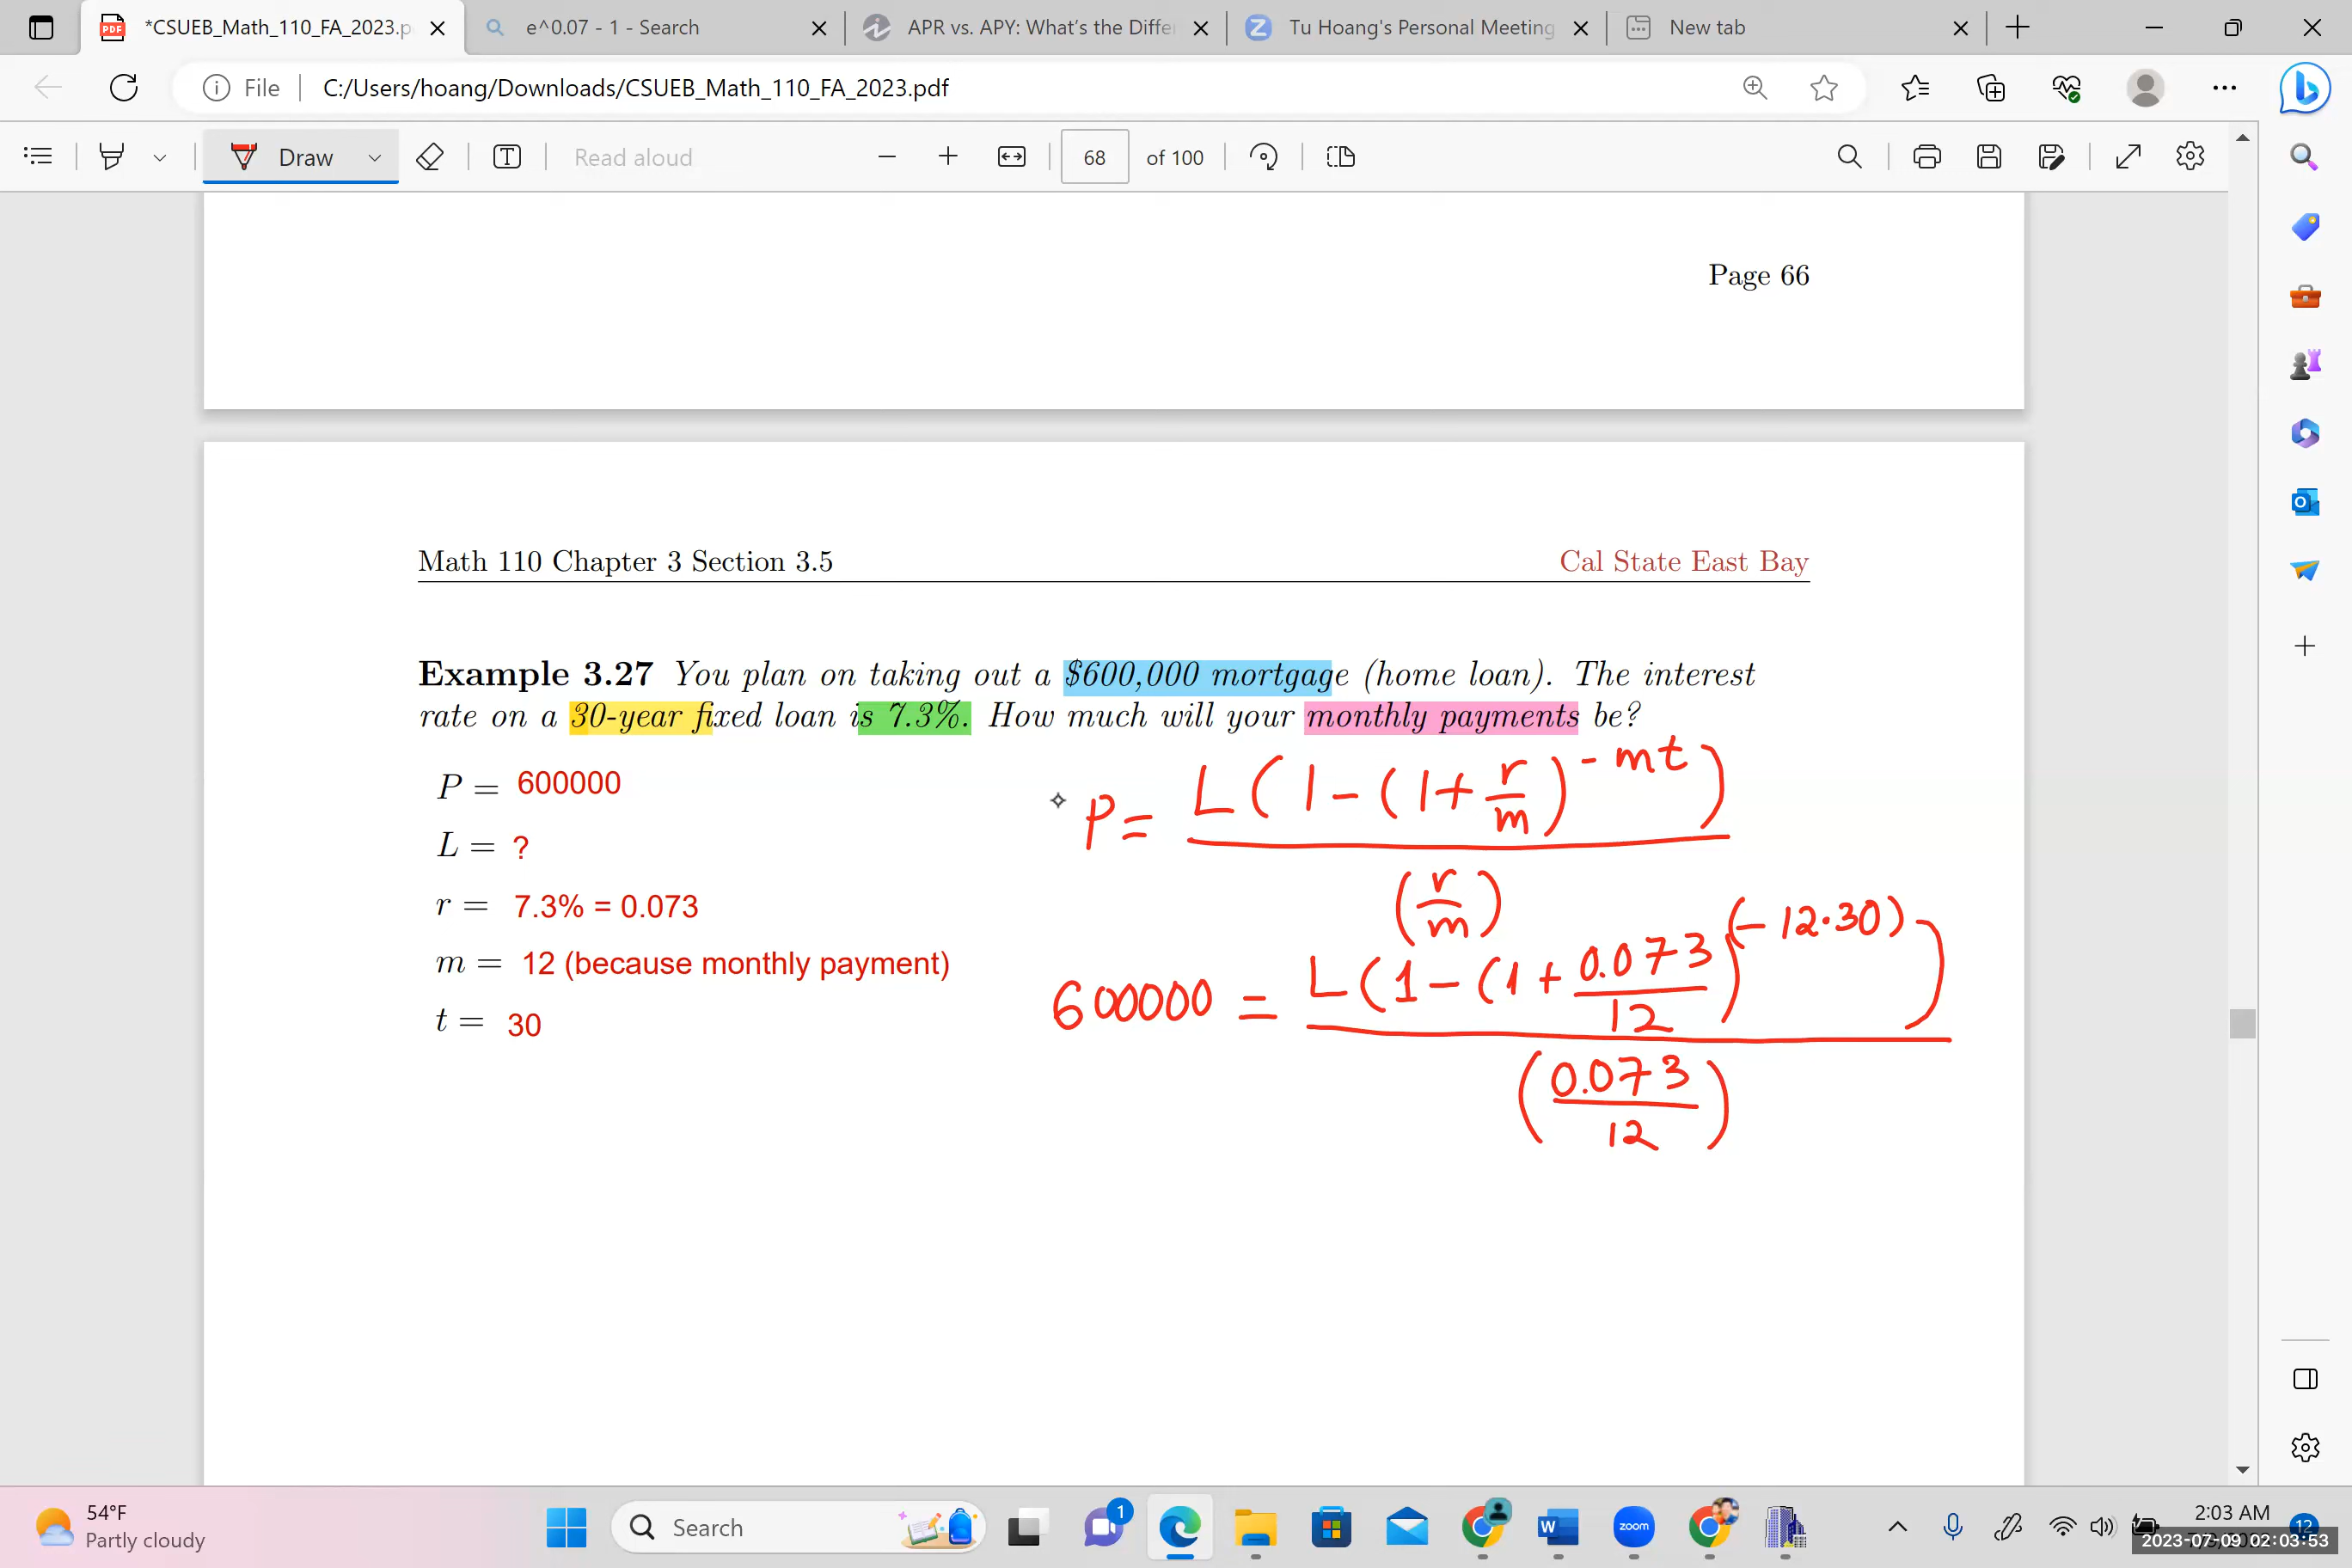 *CSUEB_Math_110_FA_2023.p
e^0.07 - 1 - Search
APR vs. APY: What's the Diffe
Tu Hoang's Personal Meeting
New tab
File
C:/Users/hoang/Downloads/CSUEB_Math_110_FA_2023.pdf
Draw
Read aloud
68
of 100
Page 66
Math 110 Chapter 3 Section 3.5
Cal State East Bay
Example 3.27 You plan on taking out a $600,000 mortgage (home loan). The interest
rate on a 30-year fixed loan is 7.3%. How much will your monthly payments be?
P = 600000
L = ?
r = 7.3% = 0.073
m = 12 (because monthly payment)
t = 30
P = L(1-(1+r/m)^-mt) / (r/m)
600000 = L(1-(1+0.073/12)^(-12·30)) / (0.073/12)
54°F
Partly cloudy
Search
1
W
zoom
2:03 AM
12
2023-07-09 02:03:53